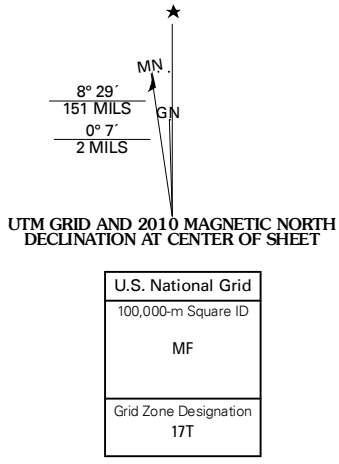 MN
8° 29´
151 MILS
GN
0° 7´
2 MILS
UTM GRID AND 2010 MAGNETIC NORTH
DECLINATION AT CENTER OF SHEET
U.S. National Grid
100,000-m Square ID
MF
Grid Zone Designation
17T